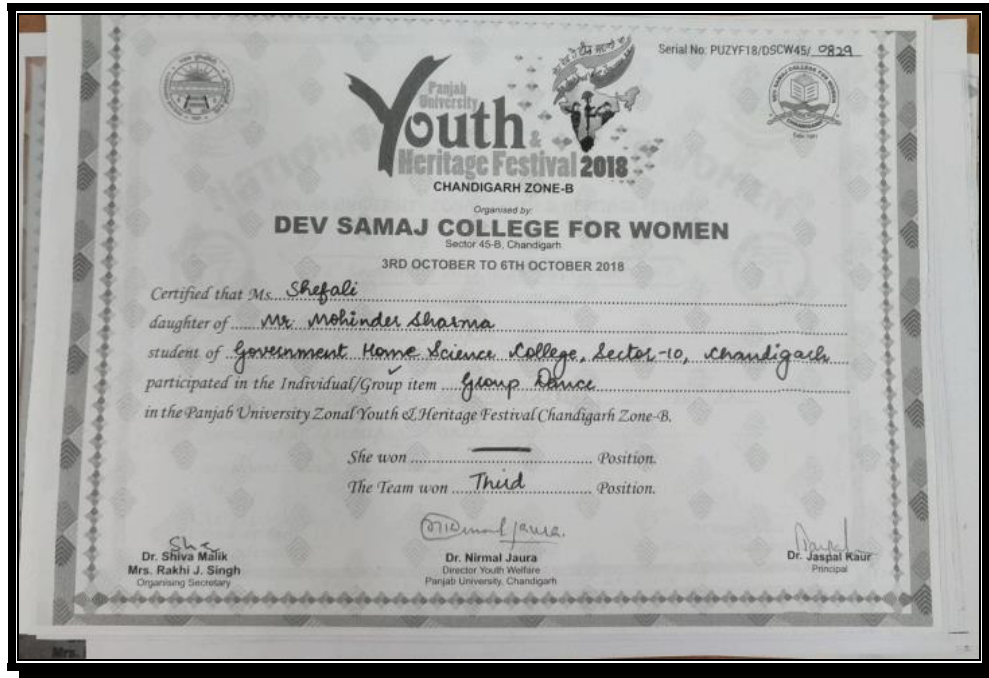 Serial No: PUZYF18/DSCW45/ 0829
Panjab
University
Youth &
Heritage Festival 2018
CHANDIGARH ZONE-B
Organised by:
DEV SAMAJ COLLEGE FOR WOMEN
Sector 45-B, Chandigarh
3RD OCTOBER TO 6TH OCTOBER 2018
Certified that Ms. Shefali
daughter of Mr. Mohinder Sharma
student of Government Home Science College, Sector-10, Chandigarh
participated in the Individual/Group item Group Dance
in the Panjab University Zonal Youth & Heritage Festival Chandigarh Zone-B.
She won Position.
The Team won Third Position.
Dr. Shiva Malik
Mrs. Rakhi J. Singh
Organising Secretary
Dr. Nirmal Jaura
Director Youth Welfare
Panjab University, Chandigarh
Dr. Jaspal Kaur
Principal
Mrs.